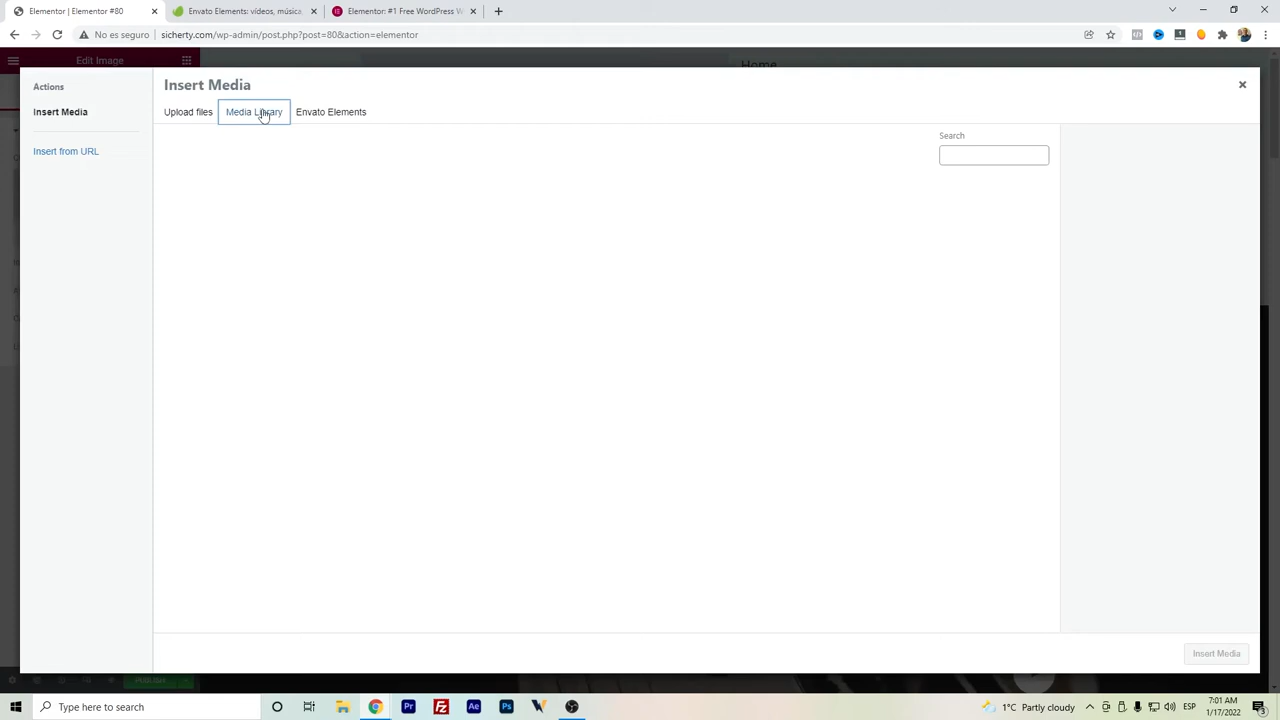 Elementor | Elementor #80
Envato Elements: vídeos, música,
Elementor: #1 Free WordPress W
No es seguro
sicherty.com/wp-admin/post.php?post=80&action=elementor
Edit Image
Home
Actions
Insert Media
Insert from URL
Insert Media
Upload files
Media Library
Envato Elements
Search
Insert Media
Type here to search
1°C Partly cloudy
ESP
7:01 AM
1/17/2022